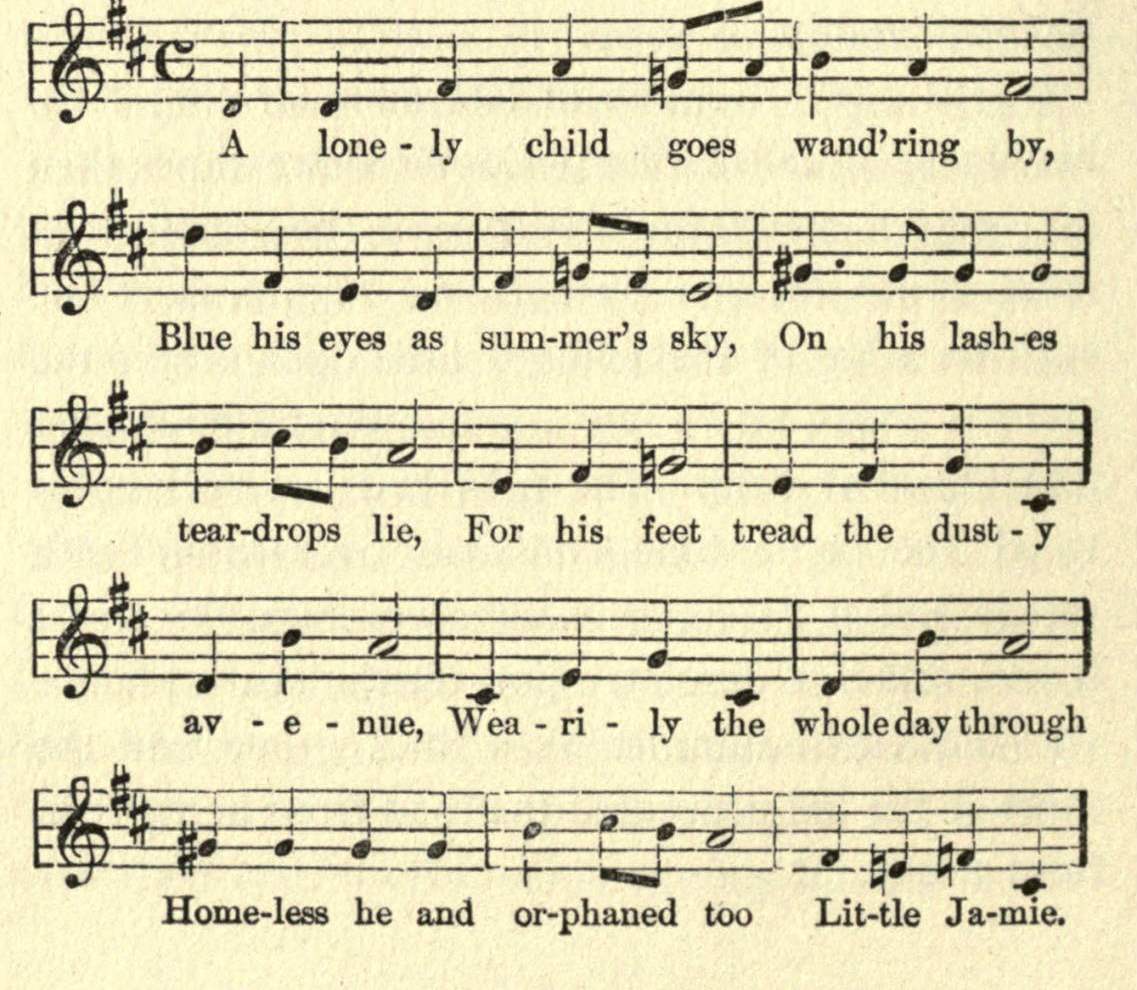 A lone - ly child goes wand'ring by,
Blue his eyes as sum-mer's sky, On his lash-es
tear-drops lie, For his feet tread the dust - y
av - e - nue, Wea - ri - ly the whole day through
Home-less he and or-phaned too Lit-tle Ja-mie.